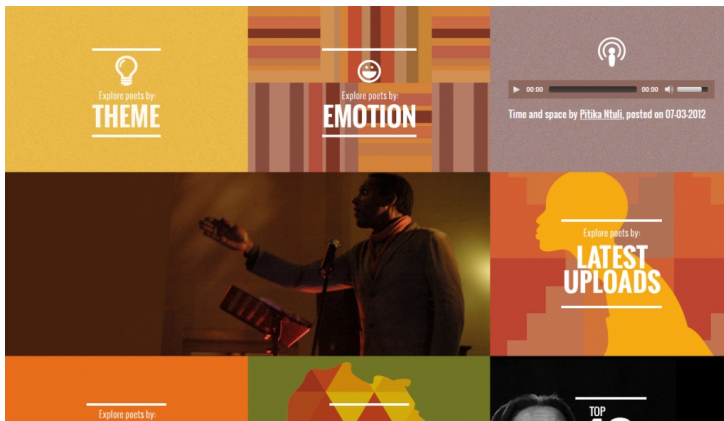 Explore poets by:
THEME
Explore poets by:
EMOTION
00:00 00:00
Time and space by Pitika Ntuli, posted on 07-03-2012
Explore poets by:
LATEST
UPLOADS
Explore poets by:
TOP